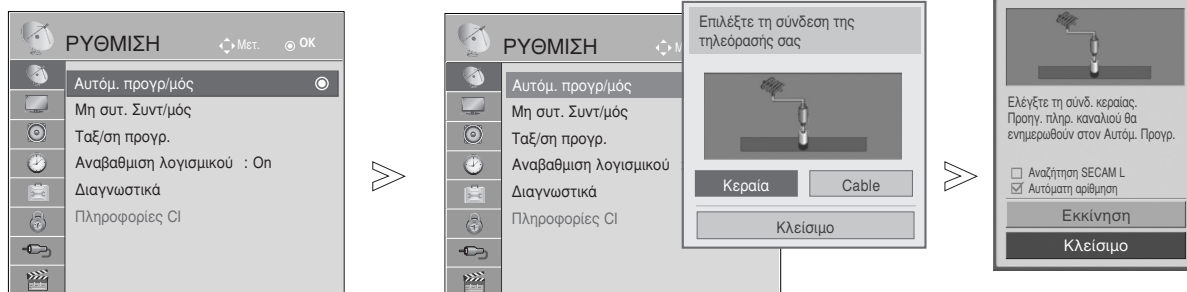 ΡΥΘΜΙΣΗ
Μετ.
OK
Αυτόμ. προγρ/μός
Μη συτ. Συντ/μός
Ταξ/ση προγρ.
Αναβαθμιση λογισμικού : On
Διαγνωστικά
Πληροφορίες CI
ΡΥΘΜΙΣΗ
Αυτόμ. προγρ/μός
Μη συτ. Συντ/μός
Ταξ/ση προγρ.
Αναβαθμιση λογισμικού
Διαγνωστικά
Πληροφορίες CI
Επιλέξτε τη σύνδεση της
τηλεόρασής σας
Κεραία
Cable
Κλείσιμο
Ελέγξτε τη σύνδ. κεραίας.
Προηγ. πληρ. καναλιού θα
ενημερωθούν στον Αυτόμ. Προγρ.
Αναζήτηση SECAM L
Αυτόματη αρίθμηση
Εκκίνηση
Κλείσιμο